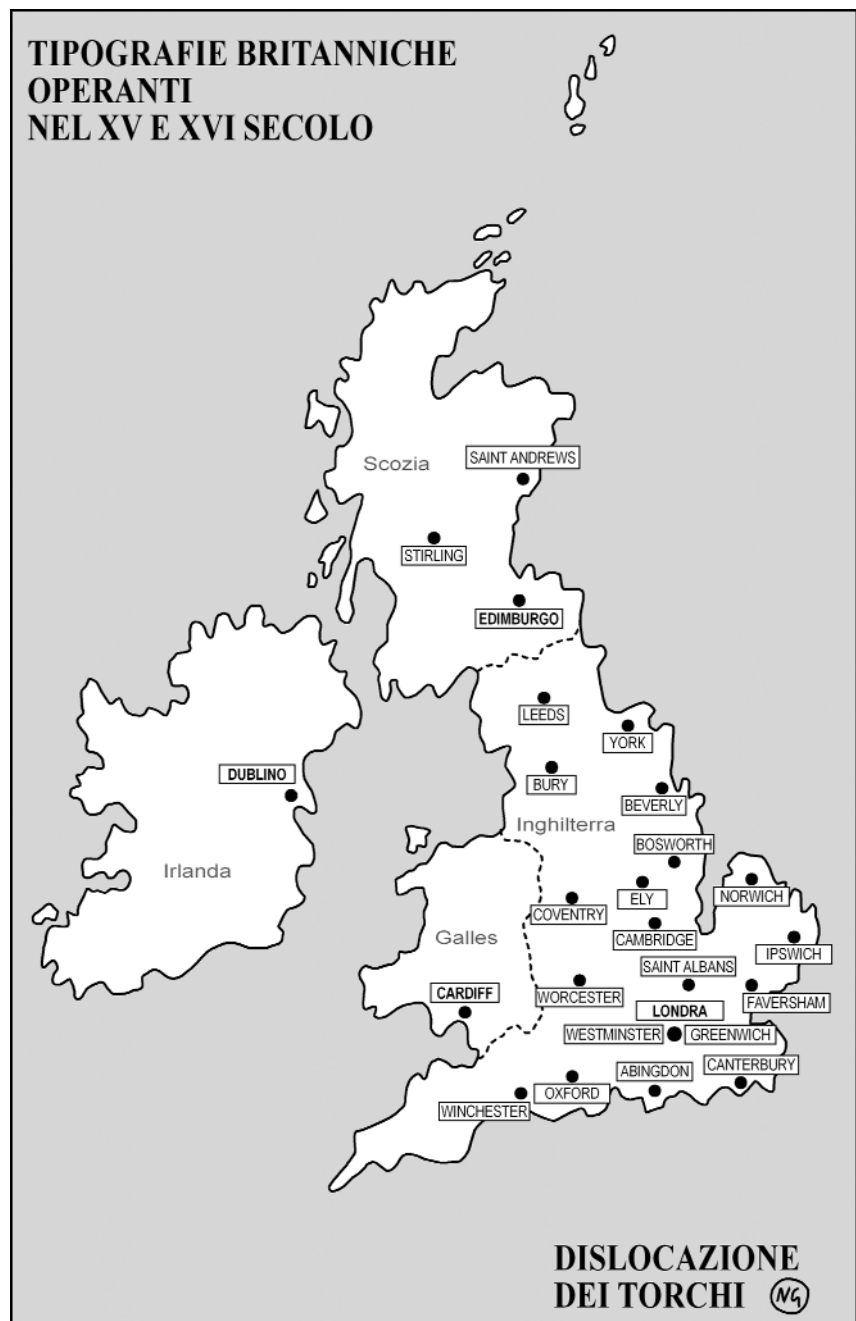 TIPOGRAFIE BRITANNICHE
OPERANTI
NEL XV E XVI SECOLO
Scozia
SAINT ANDREWS
STIRLING
EDIMBURGO
LEEDS
YORK
DUBLINO
BURY
BEVERLY
Inghilterra
BOSWORTH
Irlanda
ELY
NORWICH
COVENTRY
CAMBRIDGE
Galles
IPSWICH
SAINT ALBANS
CARDIFF
WORCESTER
LONDRA
FAVERSHAM
WESTMINSTER
GREENWICH
ABINGDON
CANTERBURY
OXFORD
WINCHESTER
DISLOCAZIONE
DEI TORCHI NG